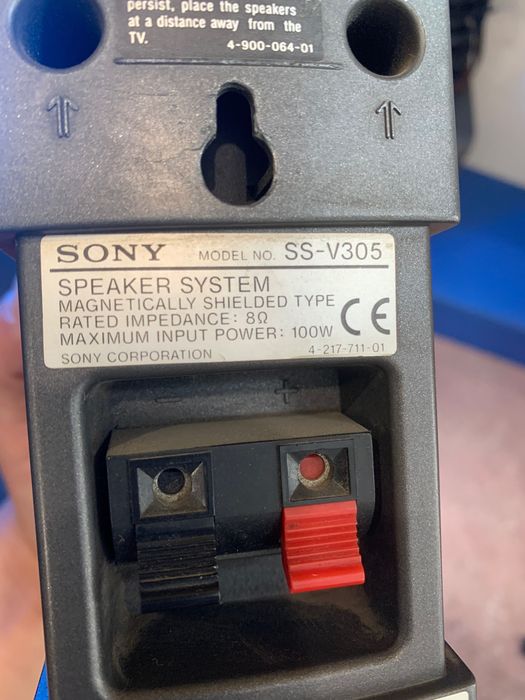 persist, place the speakers
at a distance away from the
TV.
4-900-064-01
SONY MODEL NO. SS-V305
SPEAKER SYSTEM
MAGNETICALLY SHIELDED TYPE
RATED IMPEDANCE: 8Ω
MAXIMUM INPUT POWER: 100W CE
SONY CORPORATION 4-217-711-01
− +